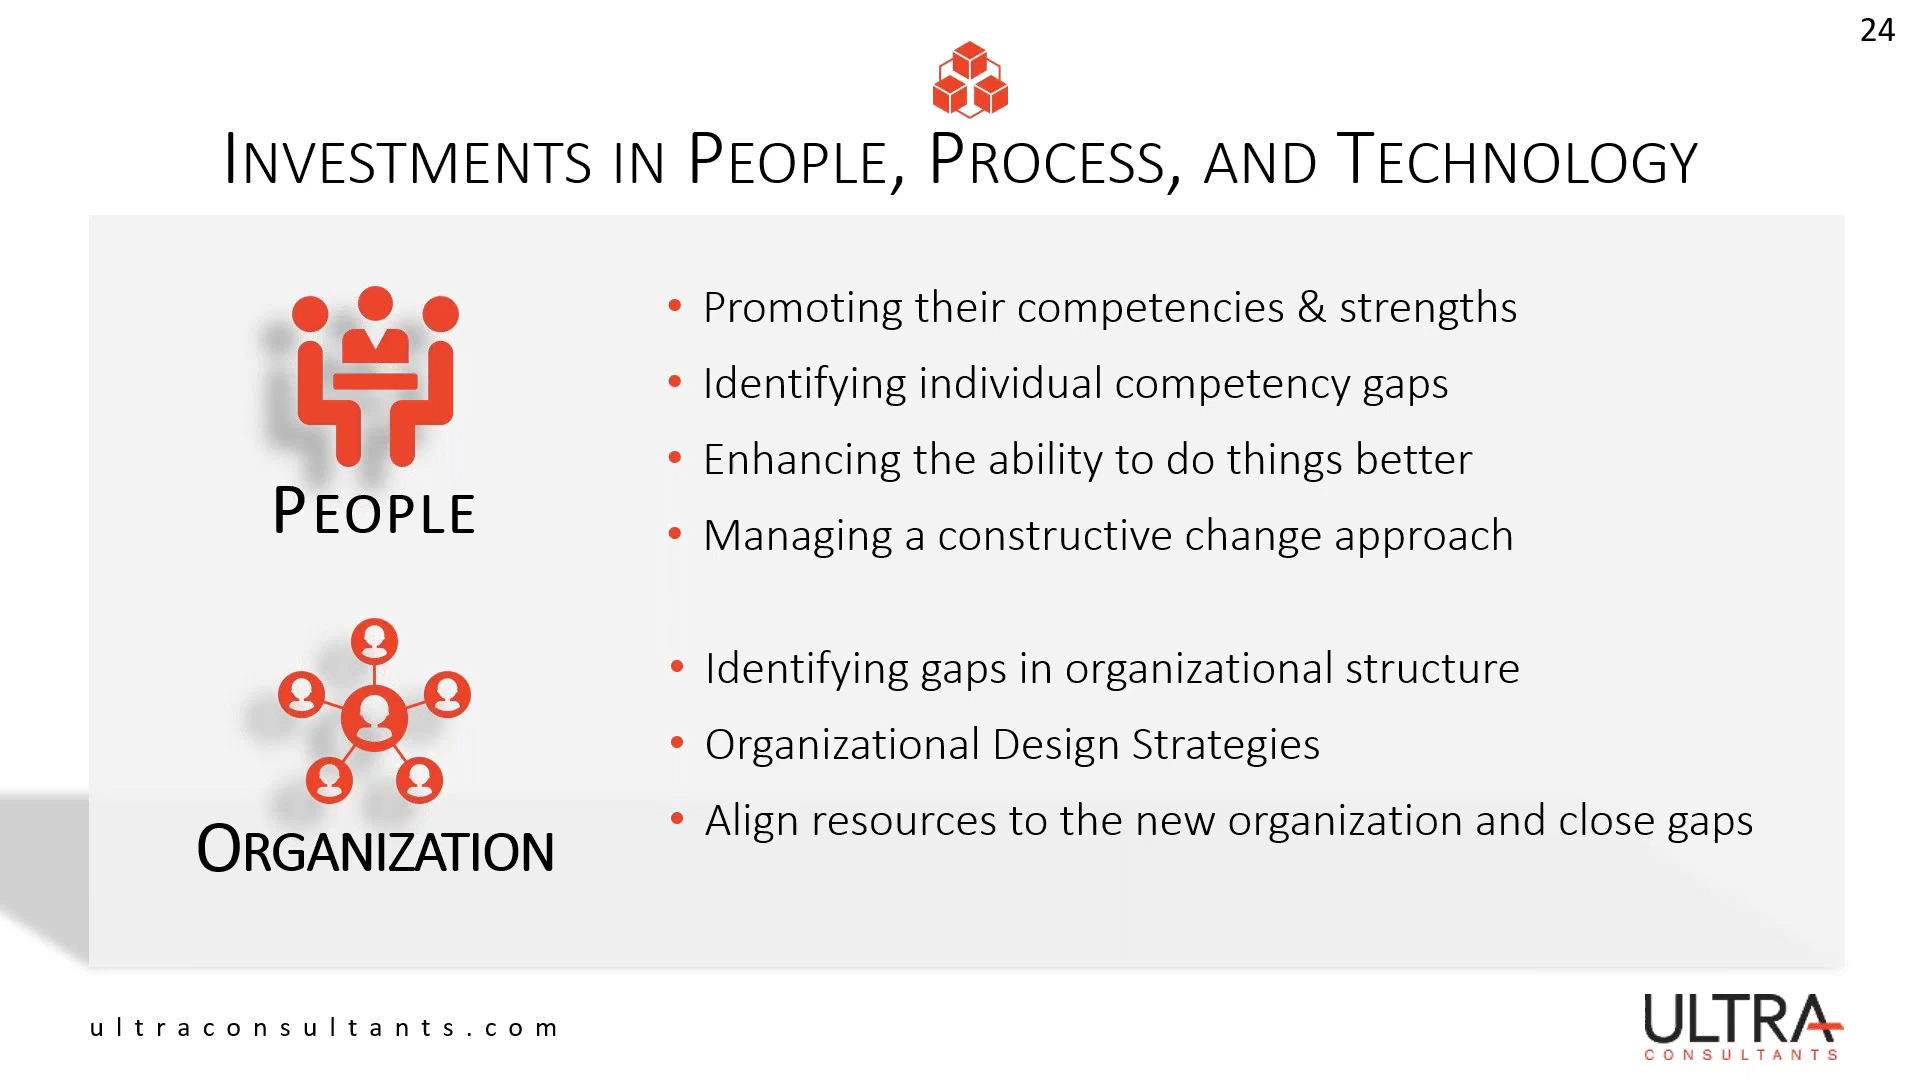 24
Investments in People, Process, and Technology
• Promoting their competencies & strengths
• Identifying individual competency gaps
• Enhancing the ability to do things better
• Managing a constructive change approach
People
• Identifying gaps in organizational structure
• Organizational Design Strategies
• Align resources to the new organization and close gaps
Organization
ultraconsultants.com
ULTRA
CONSULTANTS